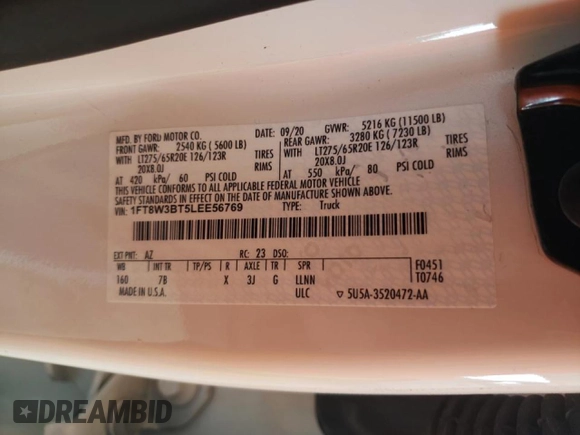 MFD. BY FORD MOTOR CO.
DATE: 09/20 GVWR: 5216 KG (11500 LB)
FRONT GAWR: 2540 KG ( 5600 LB) REAR GAWR: 3280 KG ( 7230 LB)
WITH LT275/65R20E 126/123R TIRES WITH LT275/65R20E 126/123R TIRES
20X8.0J RIMS 20X8.0J RIMS
AT 420 kPa/ 60 PSI COLD AT 550 kPa/ 80 PSI COLD
THIS VEHICLE CONFORMS TO ALL APPLICABLE FEDERAL MOTOR VEHICLE
SAFETY STANDARDS IN EFFECT ON THE DATE OF MANUFACTURE SHOWN ABOVE.
VIN: 1FT8W3BT5LEE56769 TYPE: Truck
EXT PNT: AZ RC: 23 DSO:
WB INT TR TP/PS R AXLE TR SPR F0451
160 7B X 3J G LLNN T0746
MADE IN U.S.A. ULC 5U5A-3520472-AA
DREAMBID